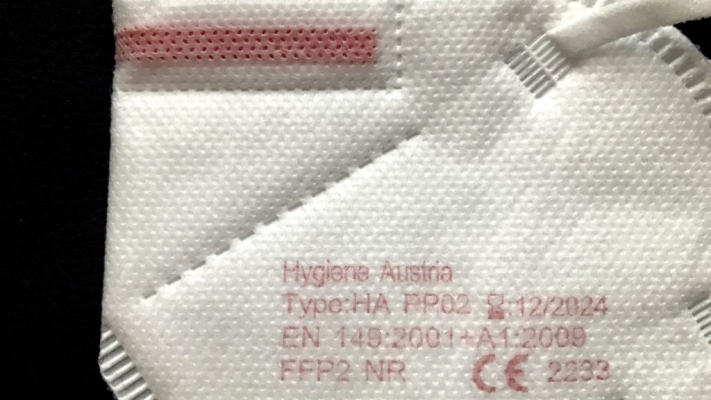 Hygiene Austria
Type:HA PP02 ⌛:12/2024
EN 149:2001+A1:2009
FFP2 NR CE 2233